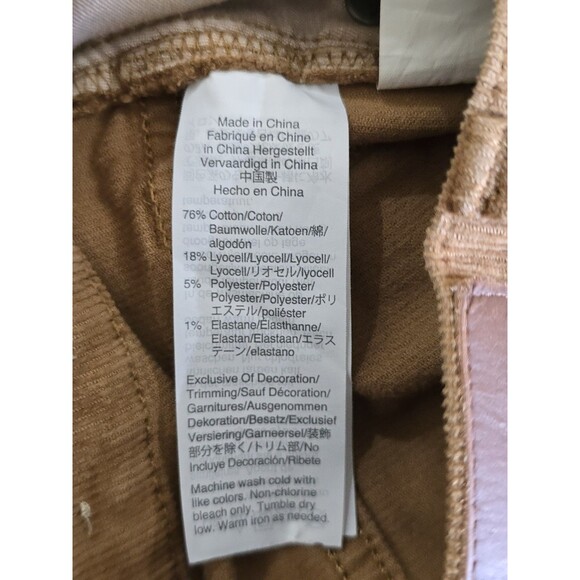 Made in China
Fabriqué en Chine
in China Hergestellt
Vervaardigd in China
中国製
Hecho en China
76% Cotton/Coton/
Baumwolle/Katoen/綿/
algodón
18% Lyocell/Lyocell/Lyocell/
Lyocell/リオセル/lyocell
5% Polyester/Polyester/
Polyester/Polyester/ポリ
エステル/poliéster
1% Elastane/Élasthanne/
Elastan/Elastaan/エラス
テーン/elastano
Exclusive Of Decoration/
Trimming/Sauf Décoration/
Garnitures/Ausgenommen
Dekoration/Besatz/Exclusief
Versiering/Garneersel/装飾
部分を除く/トリム部/No
Incluye Decoración/Ribete
Machine wash cold with
like colors. Non-chlorine
bleach only. Tumble dry
low. Warm iron as needed.